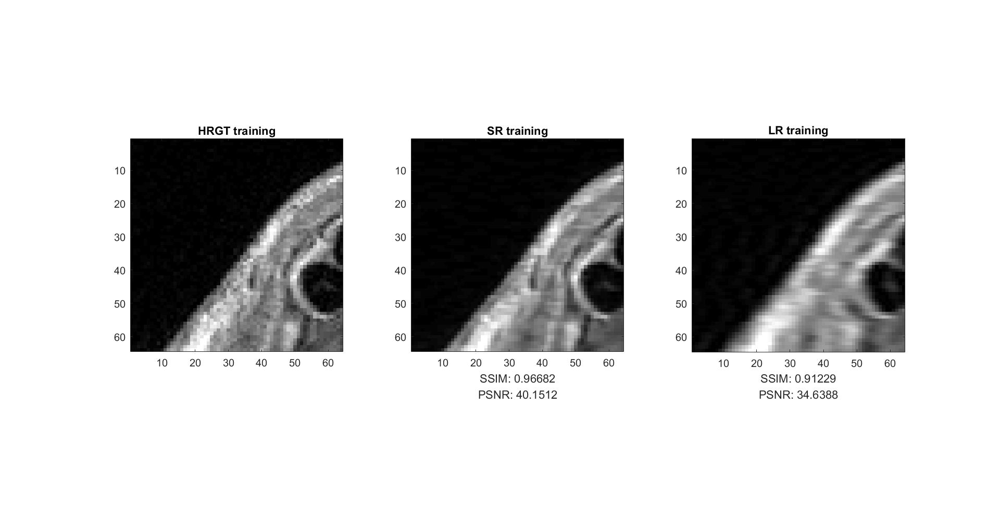 HRGT training
10
20
30
40
50
60
10 20 30 40 50 60
SR training
10
20
30
40
50
60
10 20 30 40 50 60
SSIM: 0.96682
PSNR: 40.1512
LR training
10
20
30
40
50
60
10 20 30 40 50 60
SSIM: 0.91229
PSNR: 34.6388